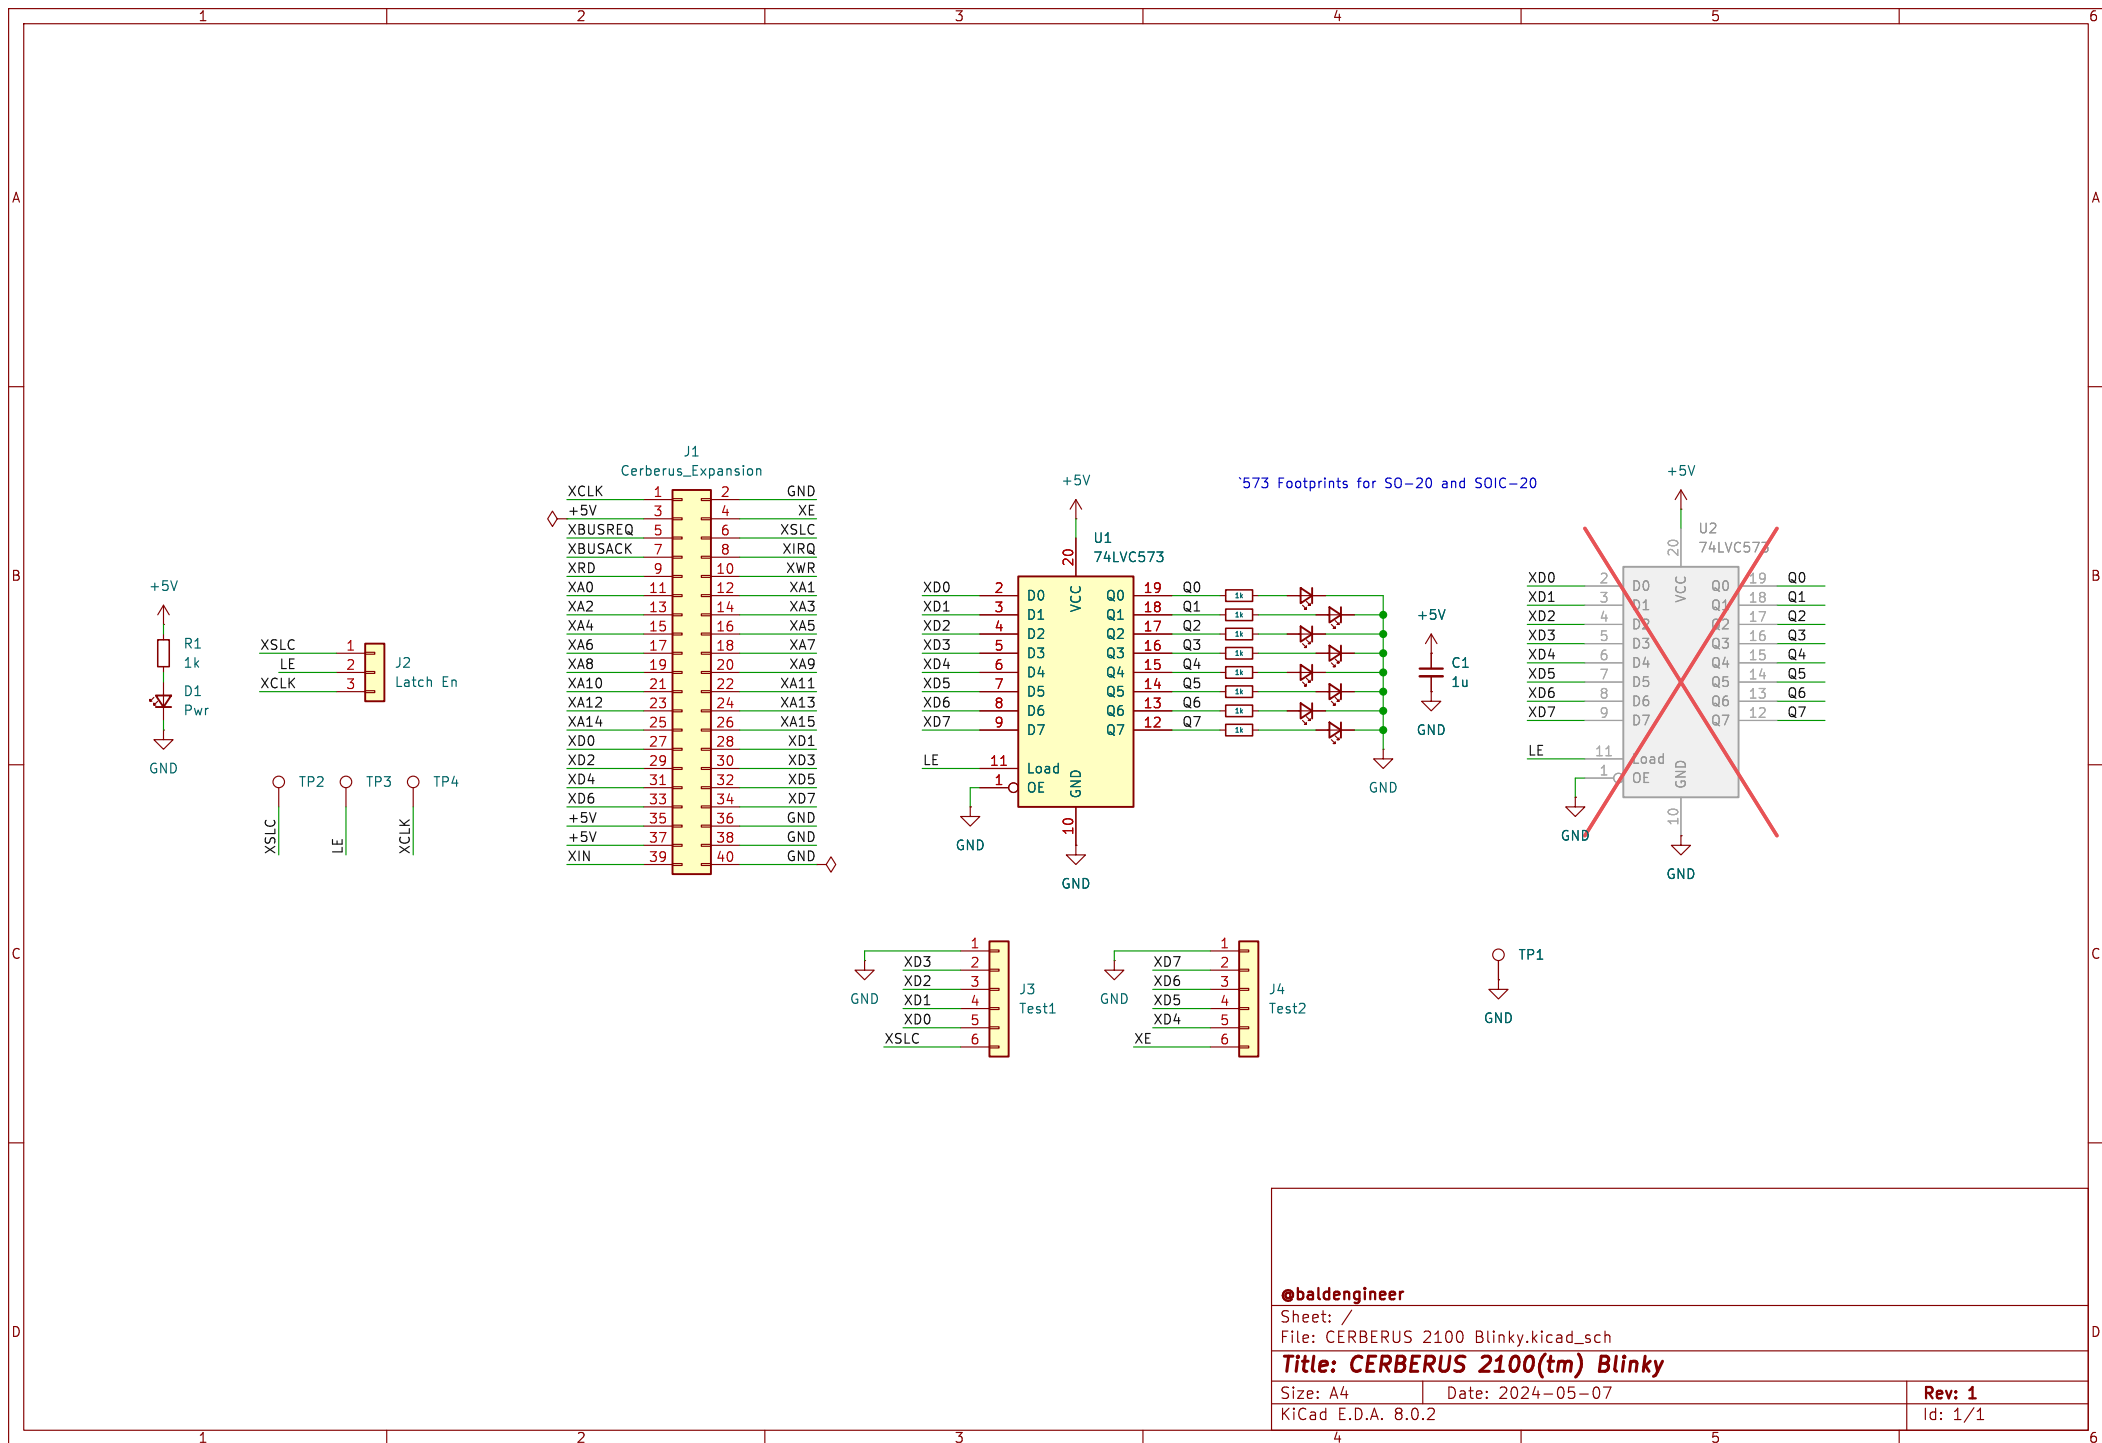 1 2 3 4 5 6
A A
J1
Cerberus_Expansion
XCLK 1 2 GND
+5V 3 4 XE
XBUSREQ 5 6 XSLC
XBUSACK 7 8 XIRQ
XRD 9 10 XWR
XA0 11 12 XA1
XA2 13 14 XA3
XA4 15 16 XA5
XA6 17 18 XA7
XA8 19 20 XA9
XA10 21 22 XA11
XA12 23 24 XA13
XA14 25 26 XA15
XD0 27 28 XD1
XD2 29 30 XD3
XD4 31 32 XD5
XD6 33 34 XD7
+5V 35 36 GND
+5V 37 38 GND
XIN 39 40 GND
B B
+5V
R1
1k
D1
Pwr
GND
XSLC 1
LE 2
XCLK 3
J2
Latch En
TP2 TP3 TP4
XSLC LE XCLK
+5V
U1
74LVC573
20
VCC
XD0 2 D0 Q0 19 Q0 1k
XD1 3 D1 Q1 18 Q1 1k
XD2 4 D2 Q2 17 Q2 1k
XD3 5 D3 Q3 16 Q3 1k
XD4 6 D4 Q4 15 Q4 1k
XD5 7 D5 Q5 14 Q5 1k
XD6 8 D6 Q6 13 Q6 1k
XD7 9 D7 Q7 12 Q7 1k
LE 11 Load
1 OE
GND
10
GND
GND
GND
`573 Footprints for SO-20 and SOIC-20
+5V
C1
1u
GND
+5V
U2
74LVC573
20
VCC
XD0 2 D0 Q0 19 Q0
XD1 3 D1 Q1 18 Q1
XD2 4 D2 Q2 17 Q2
XD3 5 D3 Q3 16 Q3
XD4 6 D4 Q4 15 Q4
XD5 7 D5 Q5 14 Q5
XD6 8 D6 Q6 13 Q6
XD7 9 D7 Q7 12 Q7
LE 11 Load
1 OE
GND
10
GND
GND
C C
1
XD3 2
XD2 3
XD1 4
XD0 5
XSLC 6
GND
J3
Test1
1
XD7 2
XD6 3
XD5 4
XD4 5
XE 6
GND
J4
Test2
TP1
GND
D D
@baldengineer
Sheet: /
File: CERBERUS 2100 Blinky.kicad_sch
Title: CERBERUS 2100(tm) Blinky
Size: A4 Date: 2024-05-07 Rev: 1
KiCad E.D.A. 8.0.2 Id: 1/1
1 2 3 4 5 6